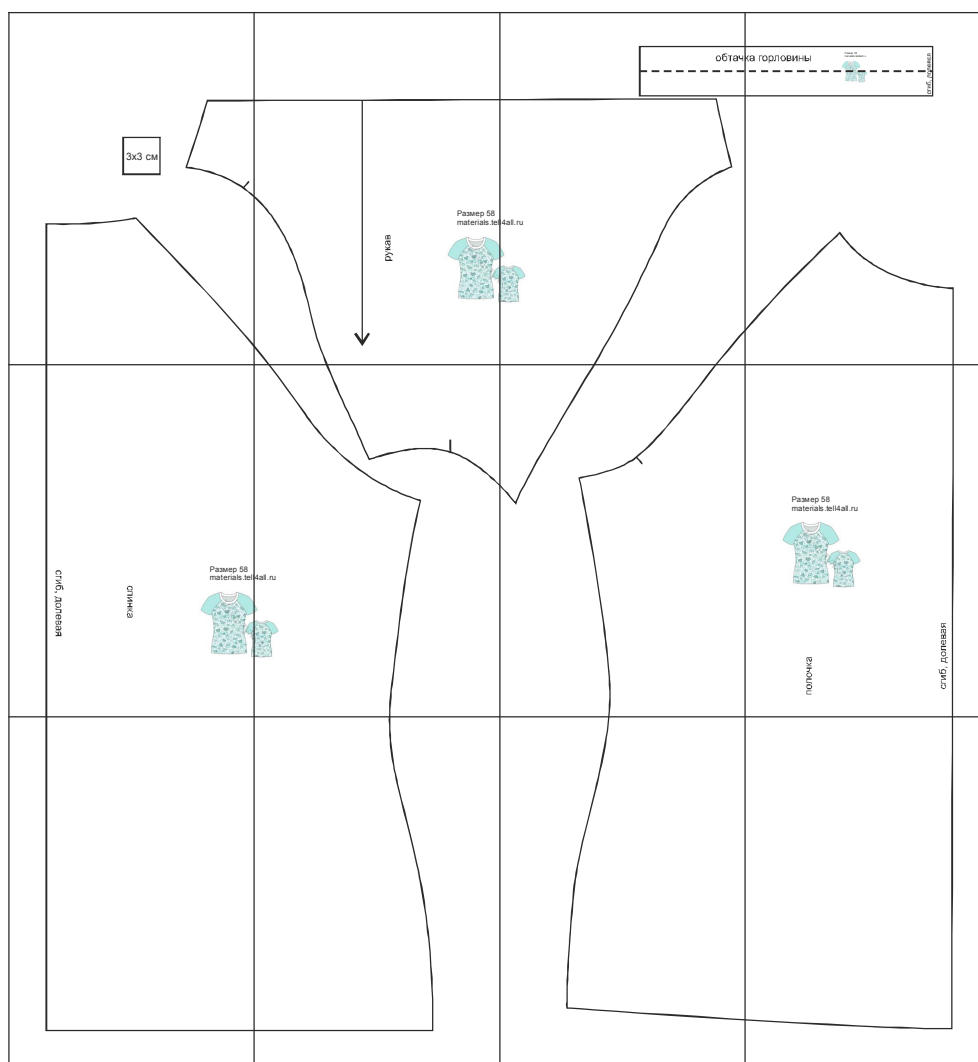 обтачка горловины
сгиб, долевая
3х3 см
Размер 58
materials.tell4all.ru
рукав
Размер 58
materials.tell4all.ru
полочка
сгиб, долевая
Размер 58
materials.tell4all.ru
спинка
сгиб, долевая